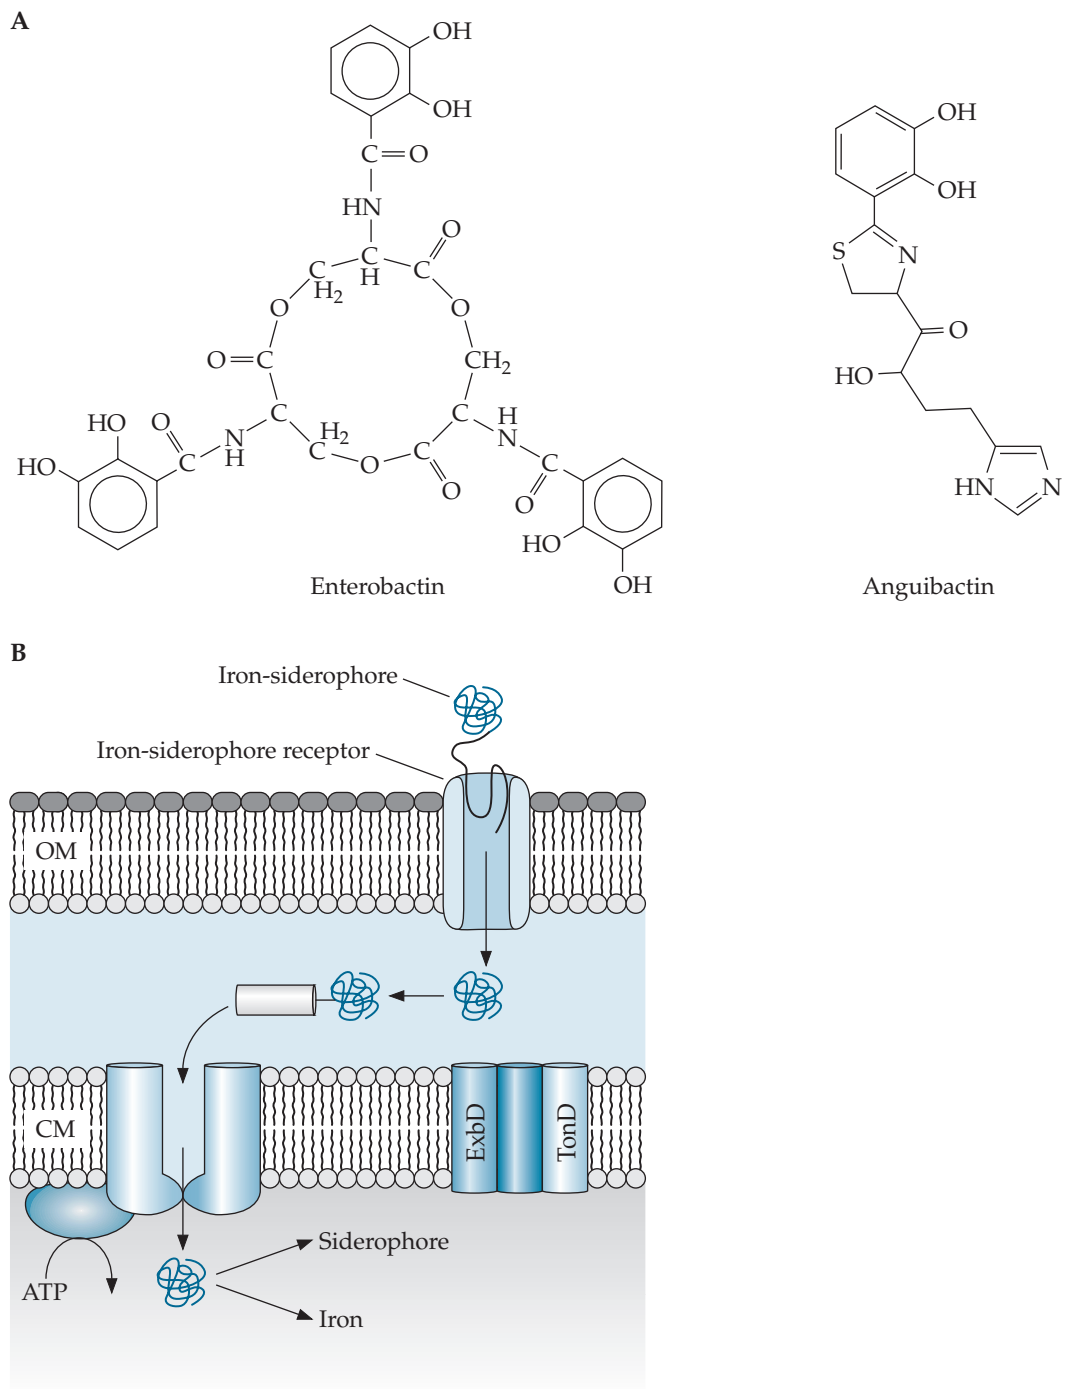 A
OH
OH
C=O
HN
O
C
H
C
C
H2
O
O
O=C
CH2
C
C
H
N
H2
C
O
C
O
HO
O
HO
C
N
H
C
O
HO
OH
Enterobactin
OH
OH
S
N
O
HO
HN
N
Anguibactin
B
Iron-siderophore
Iron-siderophore receptor
OM
CM
ExbD
TonD
ATP
Siderophore
Iron